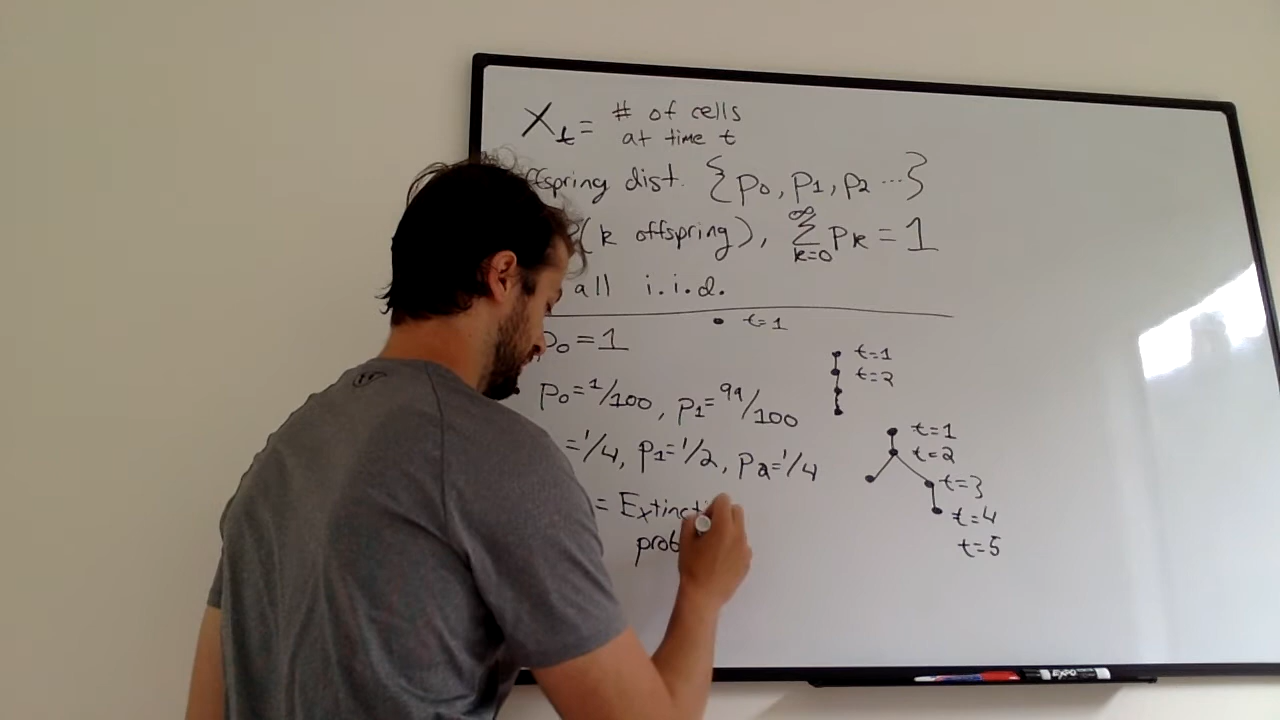 X_t = # of cells
at time t
ffspring dist. {p0, p1, p2 ...}
(k offspring), ∞ Σ k=0 pk = 1
all i.i.d.
p0 = 1
t=1
p0 = 1/100, p1 = 99/100
t=1
t=2
= 1/4, p1 = 1/2, p2 = 1/4
t=1
t=2
t=3
t=4
t=5
= Extincti
prob
EXPO